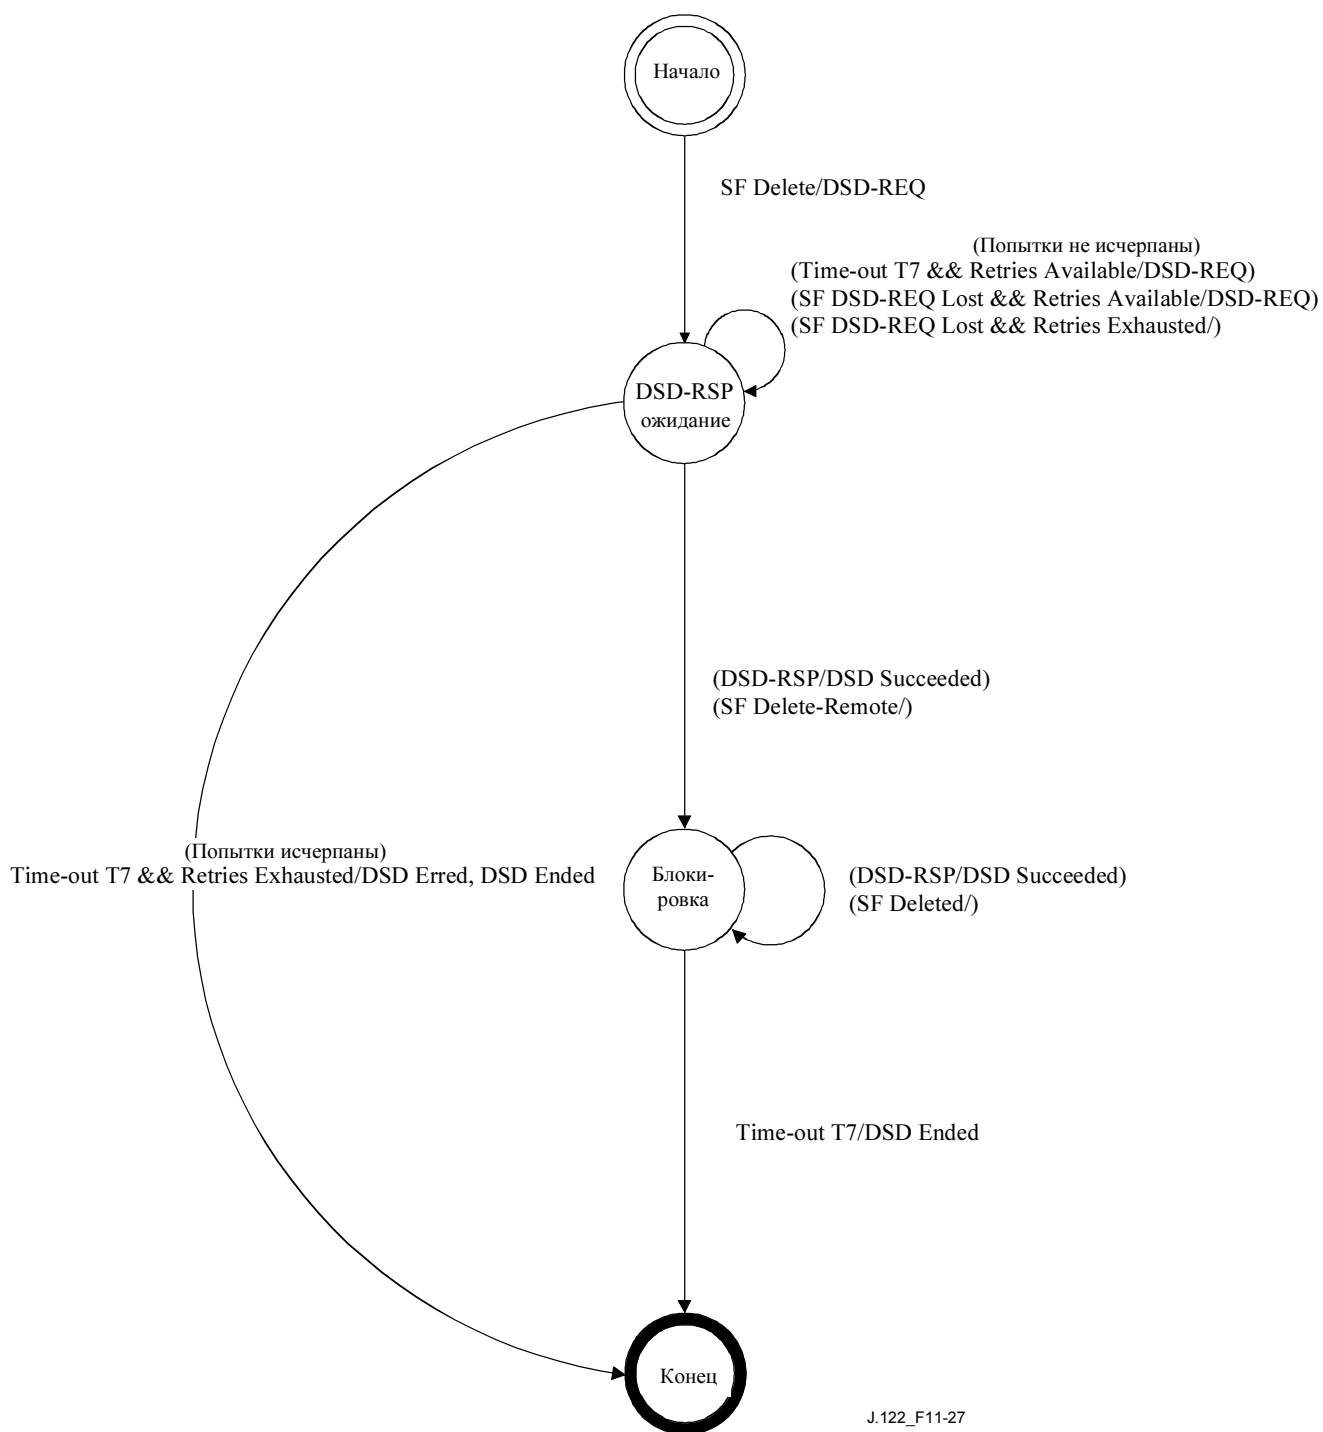 Начало
SF Delete/DSD-REQ
(Попытки не исчерпаны)
(Time-out T7 && Retries Available/DSD-REQ)
(SF DSD-REQ Lost && Retries Available/DSD-REQ)
(SF DSD-REQ Lost && Retries Exhausted/)
DSD-RSP
ожидание
(DSD-RSP/DSD Succeeded)
(SF Delete-Remote/)
(Попытки исчерпаны)
Time-out T7 && Retries Exhausted/DSD Erred, DSD Ended
Блоки-
ровка
(DSD-RSP/DSD Succeeded)
(SF Deleted/)
Time-out T7/DSD Ended
Конец
J.122_F11-27